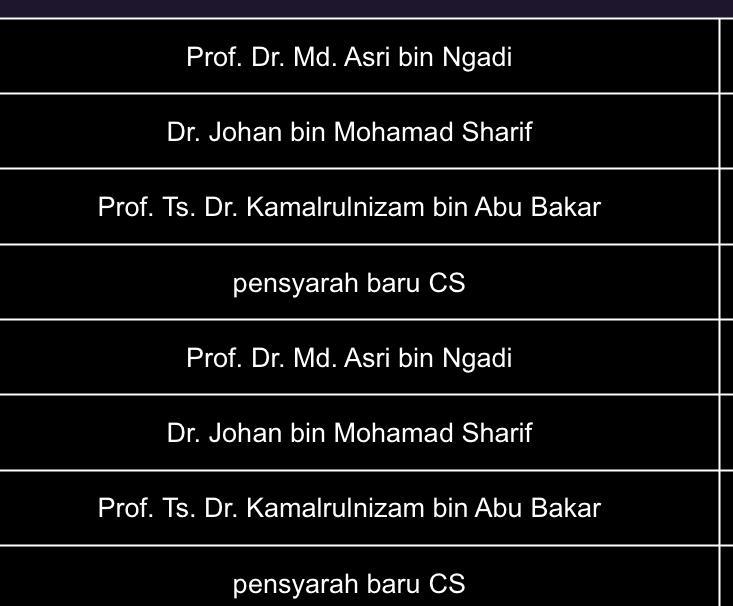 Prof. Dr. Md. Asri bin Ngadi
Dr. Johan bin Mohamad Sharif
Prof. Ts. Dr. Kamalrulnizam bin Abu Bakar
pensyarah baru CS
Prof. Dr. Md. Asri bin Ngadi
Dr. Johan bin Mohamad Sharif
Prof. Ts. Dr. Kamalrulnizam bin Abu Bakar
pensyarah baru CS